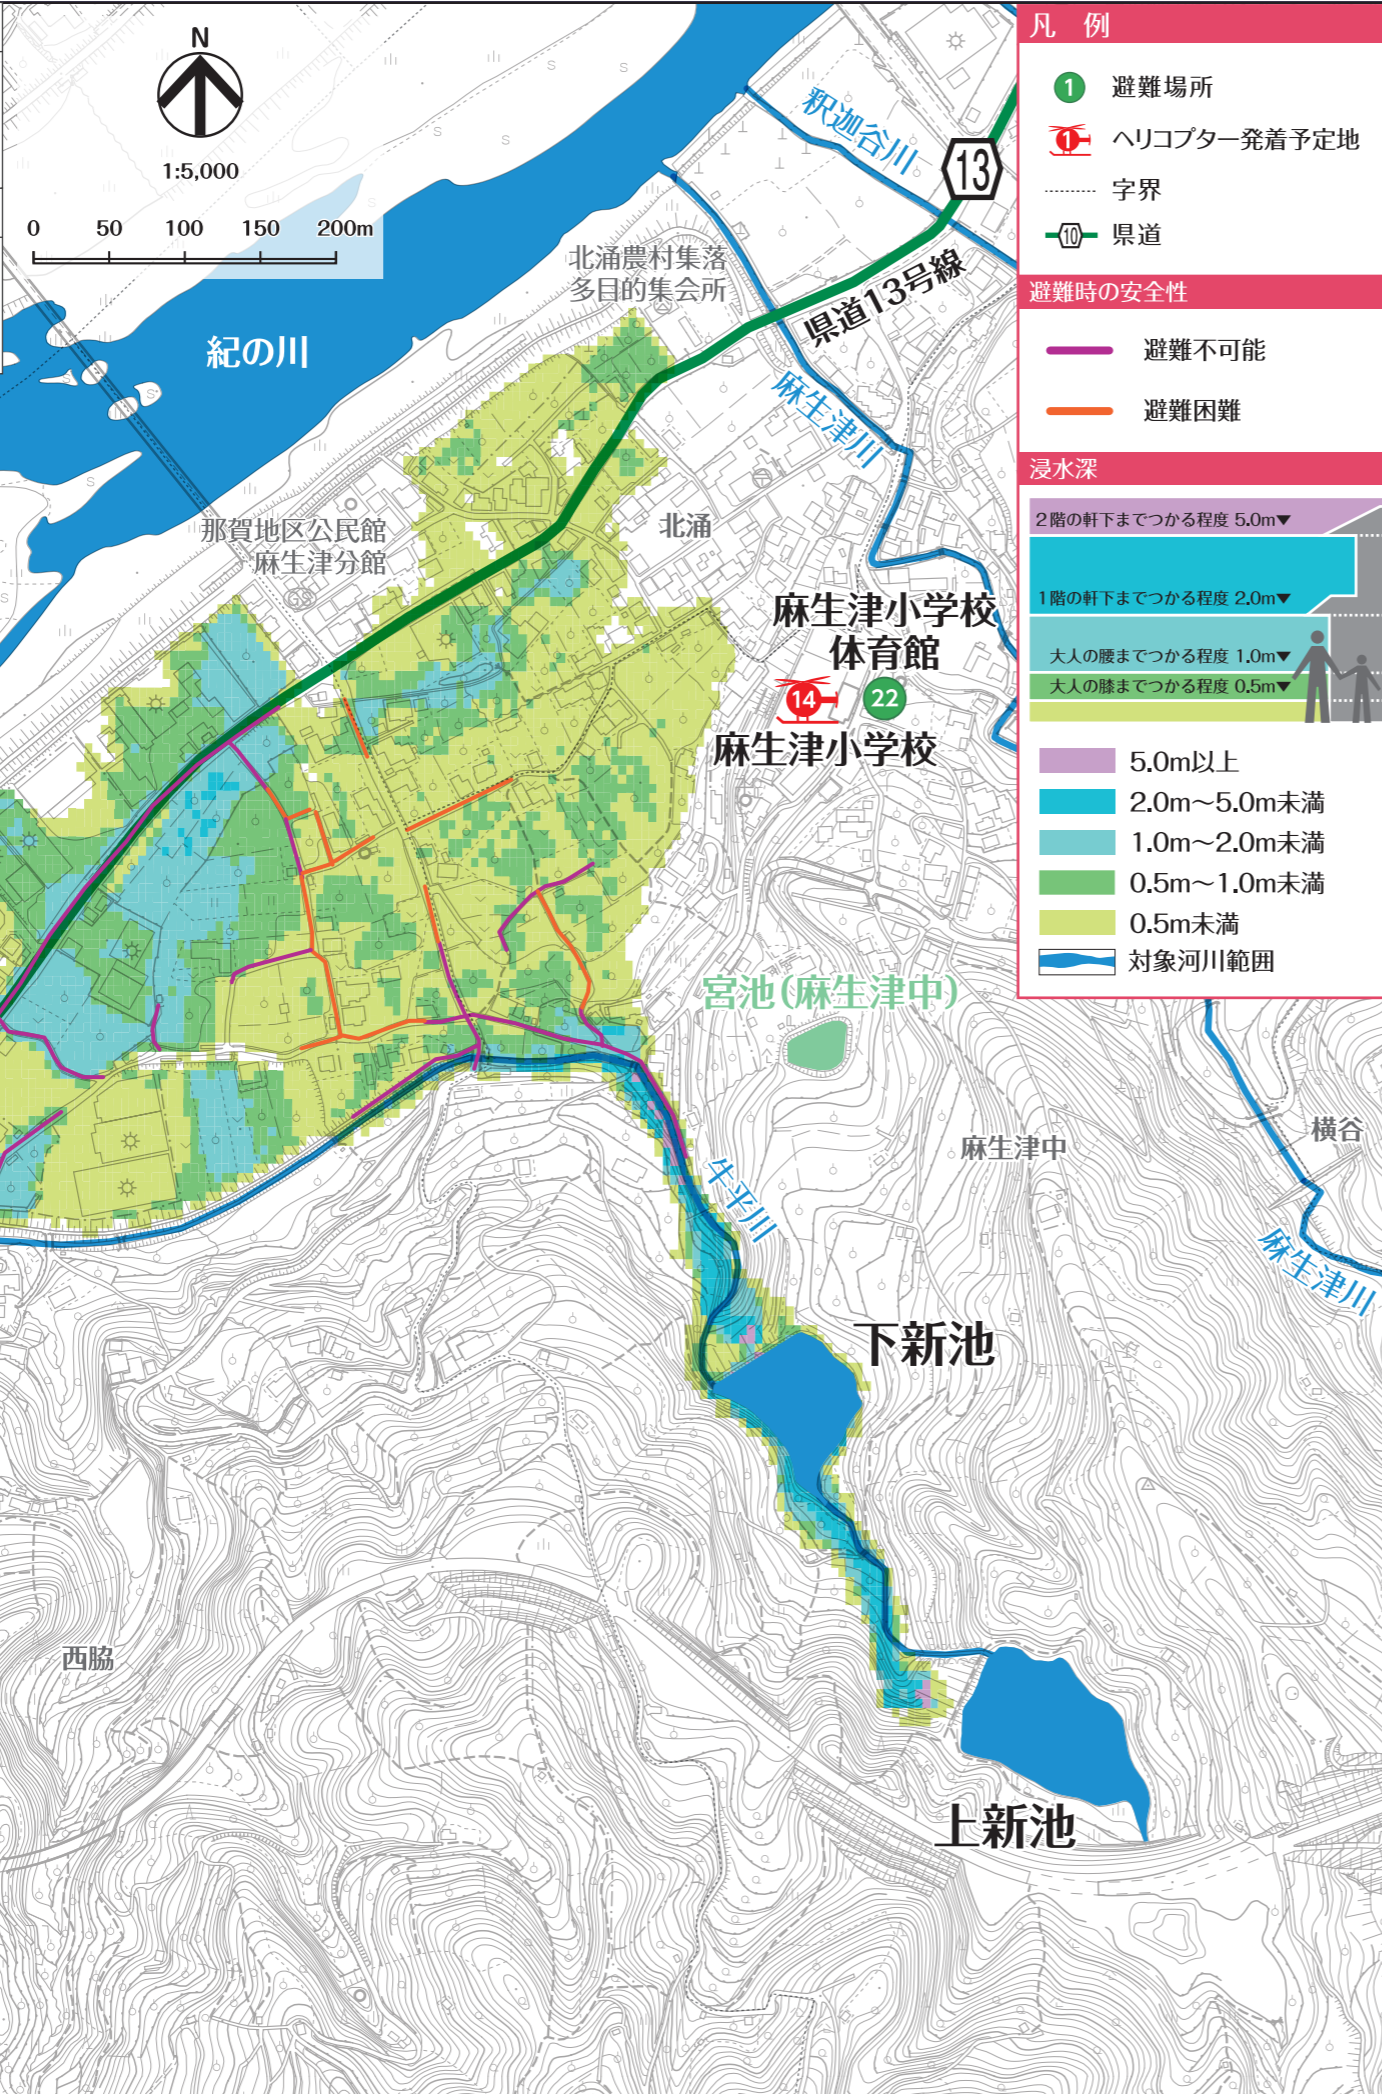 N
1:5,000
0 50 100 150 200m
紀の川
釈迦谷川
13
県道13号線
北涌農村集落
多目的集会所
麻生津川
那賀地区公民館
麻生津分館
北涌
麻生津小学校
体育館
14
22
麻生津小学校
宮池(麻生津中)
麻生津中
横谷
牛平川
麻生津川
下新池
西脇
上新池
凡 例
1 避難場所
1 ヘリコプター発着予定地
字界
10 県道
避難時の安全性
避難不可能
避難困難
浸水深
2階の軒下までつかる程度 5.0m▼
1階の軒下までつかる程度 2.0m▼
大人の腰までつかる程度 1.0m▼
大人の膝までつかる程度 0.5m▼
5.0m以上
2.0m〜5.0m未満
1.0m〜2.0m未満
0.5m〜1.0m未満
0.5m未満
対象河川範囲